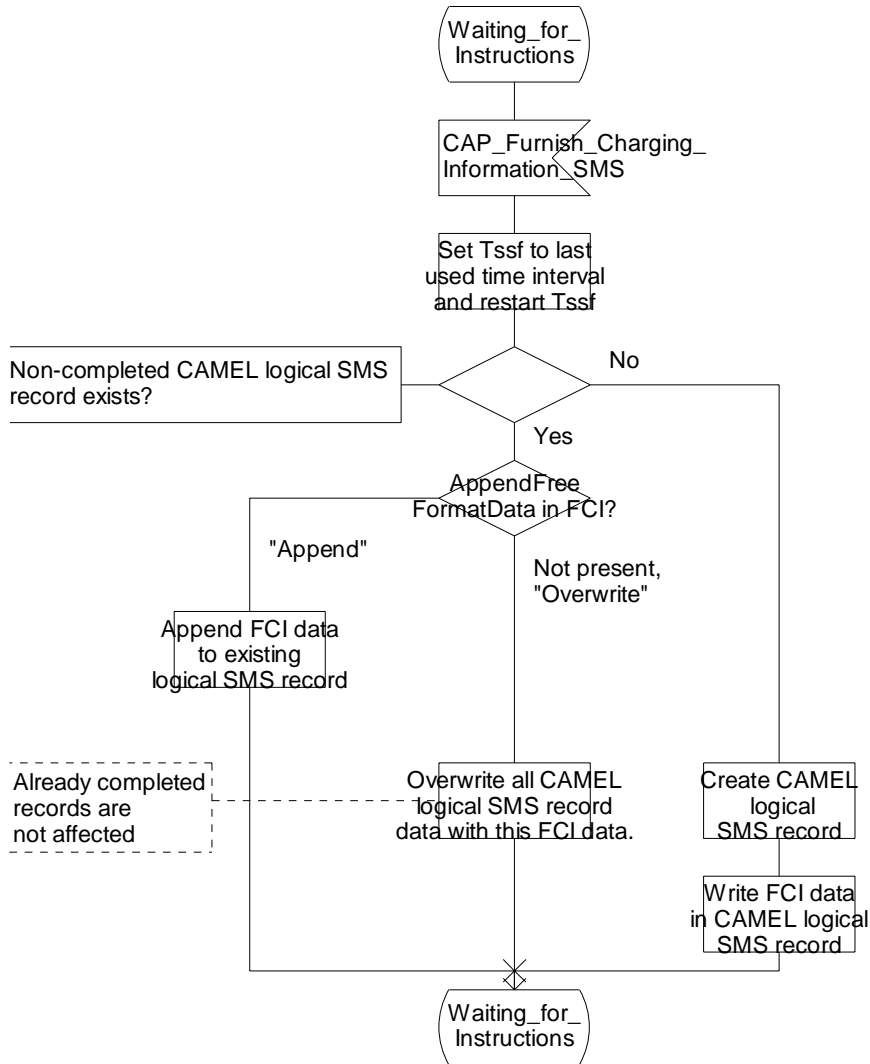 Waiting_for_
Instructions
CAP_Furnish_Charging_
Information_SMS
Set Tssf to last
used time interval
and restart Tssf
Non-completed CAMEL logical SMS
record exists?
No
Yes
AppendFree
FormatData in FCI?
"Append"
Not present,
"Overwrite"
Append FCI data
to existing
logical SMS record
Already completed
records are
not affected
Overwrite all CAMEL
logical SMS record
data with this FCI data.
Create CAMEL
logical
SMS record
Write FCI data
in CAMEL logical
SMS record
Waiting_for_
Instructions